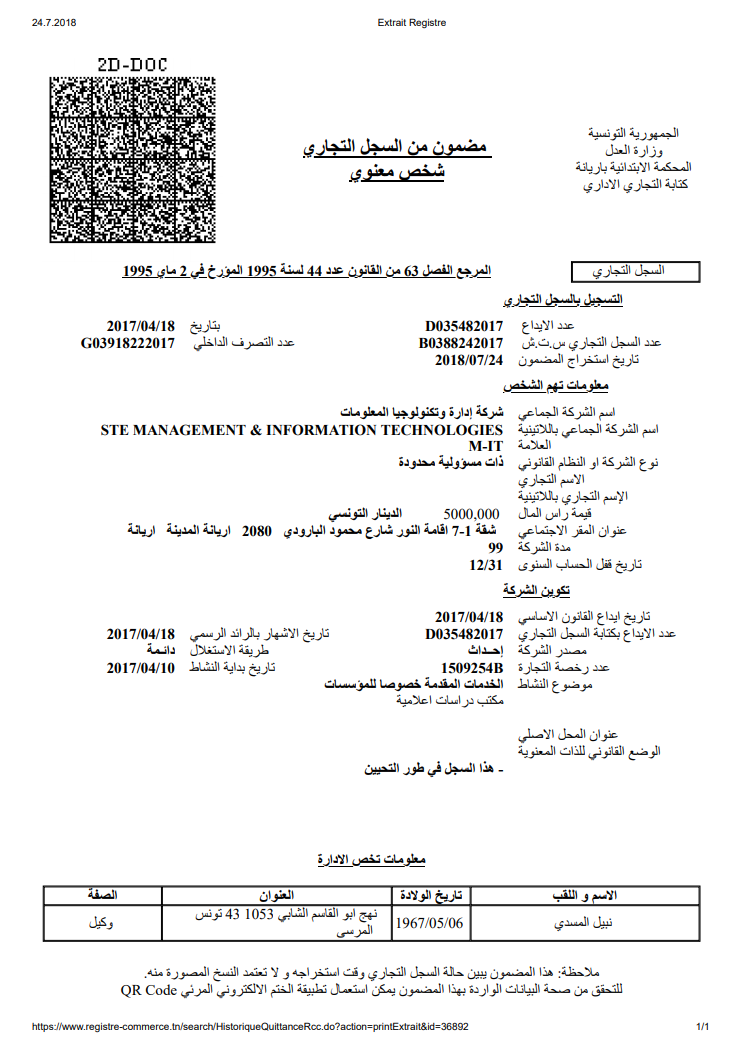 24.7.2018 Extrait Registre
2D-DOC
الجمهورية التونسية
وزارة العدل
المحكمة الابتدائية باريانة
كتابة التجاري الاداري
مضمون من السجل التجاري
شخص معنوي
السجل التجاري
المرجع الفصل 63 من القانون عدد 44 لسنة 1995 المؤرخ في 2 ماي 1995
التسجيل بالسجل التجاري
عدد الايداع D035482017 بتاريخ 2017/04/18
عدد السجل التجاري س.ت.ش B0388242017 عدد التصرف الداخلي G03918222017
تاريخ استخراج المضمون 2018/07/24
معلومات تهم الشخص
اسم الشركة الجماعي شركة إدارة وتكنولوجيا المعلومات
اسم الشركة الجماعي باللاتينية STE MANAGEMENT & INFORMATION TECHNOLOGIES
العلامة M-IT
نوع الشركة او النظام القانوني ذات مسؤولية محدودة
الاسم التجاري
الإسم التجاري باللاتينية
قيمة راس المال 5000,000 الدينار التونسي
عنوان المقر الاجتماعي شقة 1-7 اقامة النور شارع محمود البارودي 2080 اريانة المدينة اريانة
مدة الشركة 99
تاريخ قفل الحساب السنوى 12/31
تكوين الشركة
تاريخ ايداع القانون الاساسي 2017/04/18
عدد الايداع بكتابة السجل التجاري D035482017 تاريخ الاشهار بالرائد الرسمي 2017/04/18
مصدر الشركة إحـداث طريقة الاستغلال دائـمة
عدد رخصة التجارة 1509254B تاريخ بداية النشاط 2017/04/10
موضوع النشاط الخدمات المقدمة خصوصا للمؤسسات
مكتب دراسات اعلامية
عنوان المحل الاصلي
الوضع القانوني للذات المعنوية
- هذا السجل في طور التحيين
معلومات تخص الادارة
الاسم و اللقب تاريخ الولادة العنوان الصفة
نبيل المسدي 1967/05/06 نهج ابو القاسم الشابي 1053 43 تونس وكيل
المرسى
ملاحظة: هذا المضمون يبين حالة السجل التجاري وقت استخراجه و لا تعتمد النسخ المصورة منه.
للتحقق من صحة البيانات الواردة بهذا المضمون يمكن استعمال تطبيقة الختم الالكتروني المرئي QR Code
https://www.registre-commerce.tn/search/HistoriqueQuittanceRcc.do?action=printExtrait&id=36892 1/1